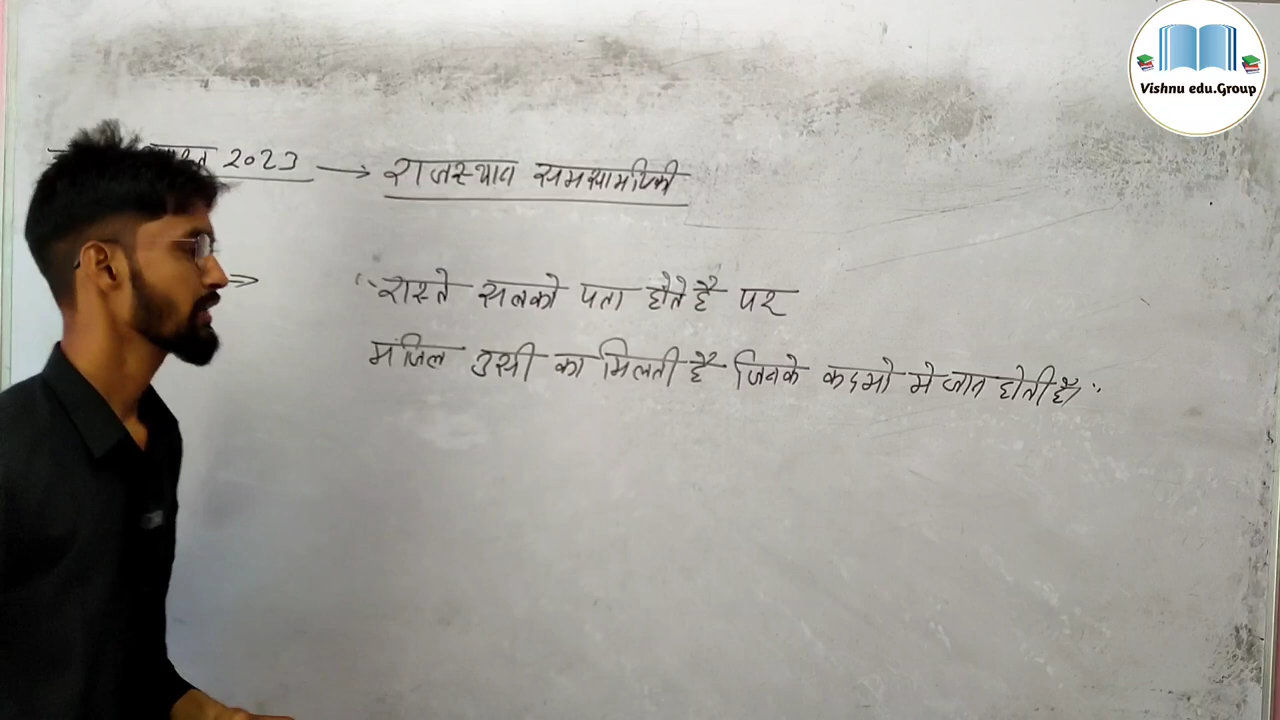 Vishnu edu.Group
2023 → राजस्थान समसामयिकी
⇒ "रास्ते सबको पता होते है पर
मंजिल उसी का मिलती है जिनके कदमो मे जान होती है।"